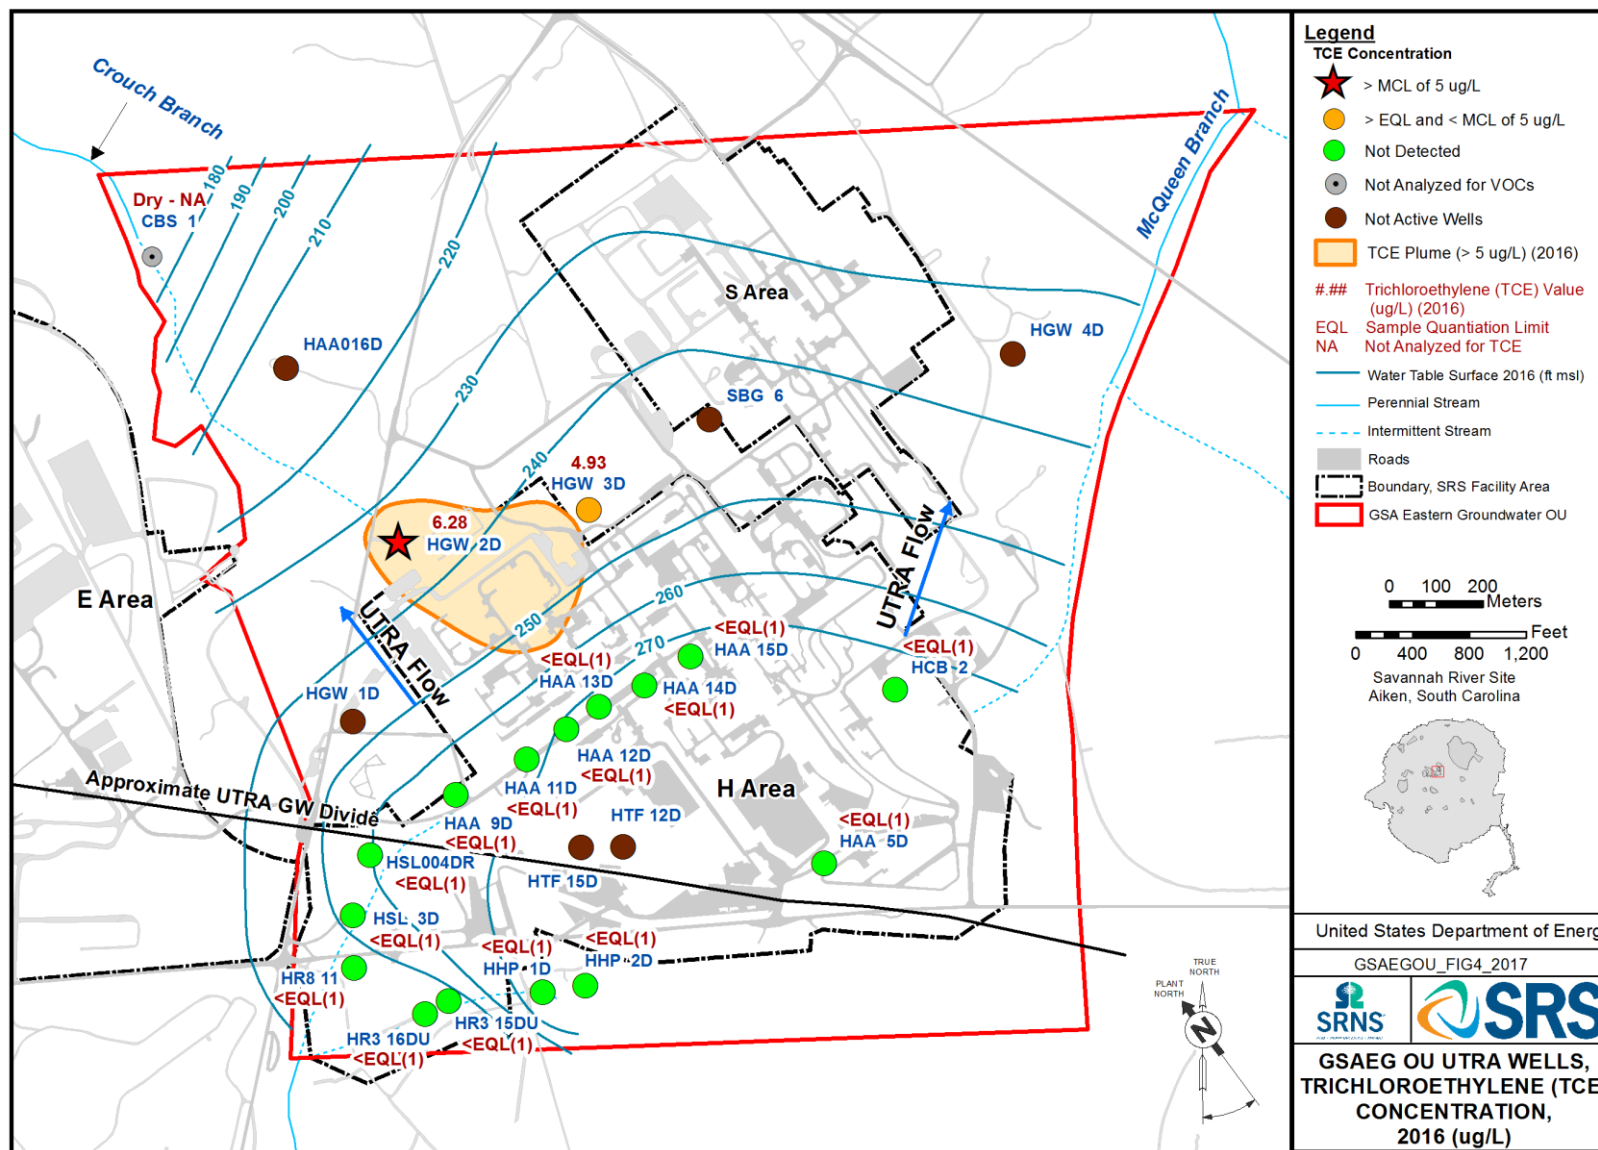 Crouch Branch
Dry - NA
CBS 1
180
190
200
210
220
230
240
250
260
270
HAA016D
S Area
SBG 6
HGW 4D
McQueen Branch
4.93
HGW 3D
6.28
HGW 2D
E Area
UTRA Flow
UTRA Flow
HGW 1D
<EQL(1)
HAA 15D
<EQL(1)
HAA 13D
HAA 14D
<EQL(1)
<EQL(1)
HCB 2
HAA 12D
<EQL(1)
HAA 11D
<EQL(1)
H Area
Approximate UTRA GW Divide
HAA 9D
<EQL(1)
HTF 12D
HTF 15D
<EQL(1)
HAA 5D
HSL004DR
<EQL(1)
HSL 3D
<EQL(1)
<EQL(1)
HHP 1D
<EQL(1)
HHP 2D
HR8 11
<EQL(1)
HR3 15DU
<EQL(1)
HR3 16DU
<EQL(1)
TRUE
NORTH
PLANT
NORTH
N
Legend
TCE Concentration
> MCL of 5 ug/L
> EQL and < MCL of 5 ug/L
Not Detected
Not Analyzed for VOCs
Not Active Wells
TCE Plume (> 5 ug/L) (2016)
#.## Trichloroethylene (TCE) Value
(ug/L) (2016)
EQL Sample Quantiation Limit
NA Not Analyzed for TCE
Water Table Surface 2016 (ft msl)
Perennial Stream
Intermittent Stream
Roads
Boundary, SRS Facility Area
GSA Eastern Groundwater OU
0 100 200
Meters
Feet
0 400 800 1,200
Savannah River Site
Aiken, South Carolina
United States Department of Energ
GSAEGOU_FIG4_2017
SRNS
SRS
GSAEG OU UTRA WELLS,
TRICHLOROETHYLENE (TCE
CONCENTRATION,
2016 (ug/L)